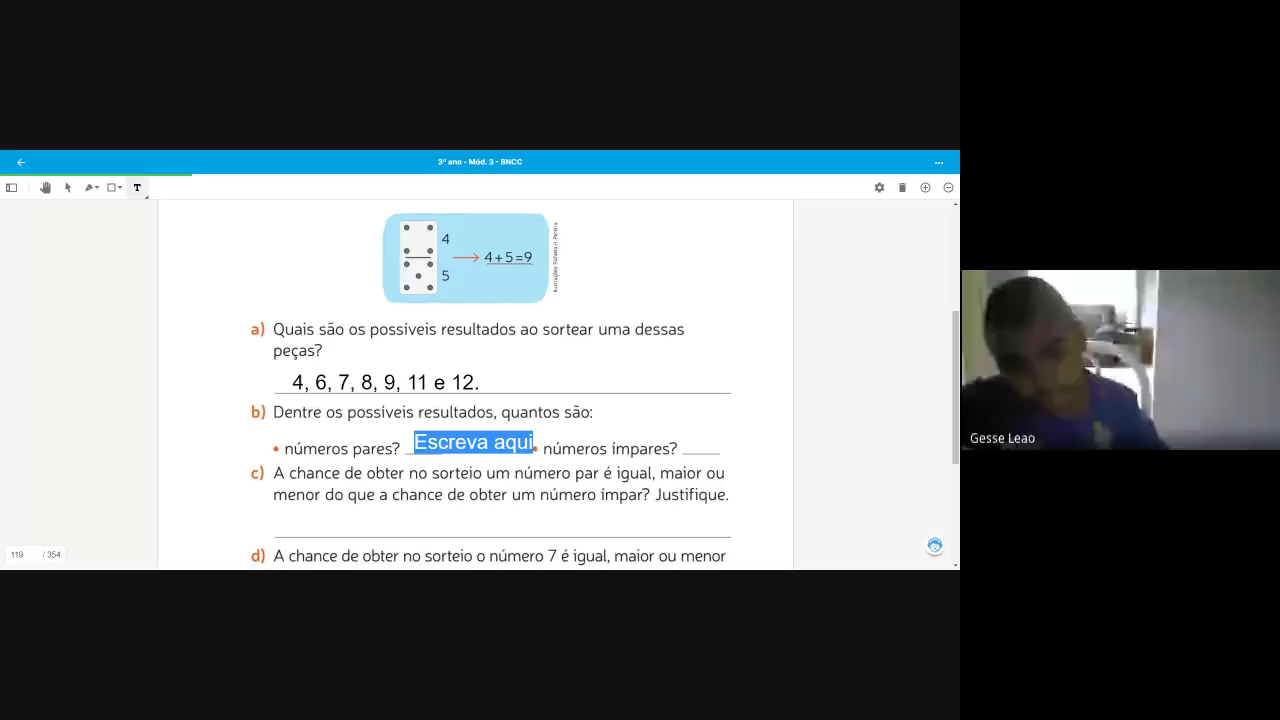 3º ano - Mód. 3 - BNCC
T
4
4+5=9
5
Ilustrações: Rafaela H. Pereira
a) Quais são os possíveis resultados ao sortear uma dessas
peças?
4, 6, 7, 8, 9, 11 e 12.
b) Dentre os possíveis resultados, quantos são:
• números pares? Escreva aqui • números ímpares?
c) A chance de obter no sorteio um número par é igual, maior ou
menor do que a chance de obter um número ímpar? Justifique.
d) A chance de obter no sorteio o número 7 é igual, maior ou menor
119 / 354
Gesse Leao